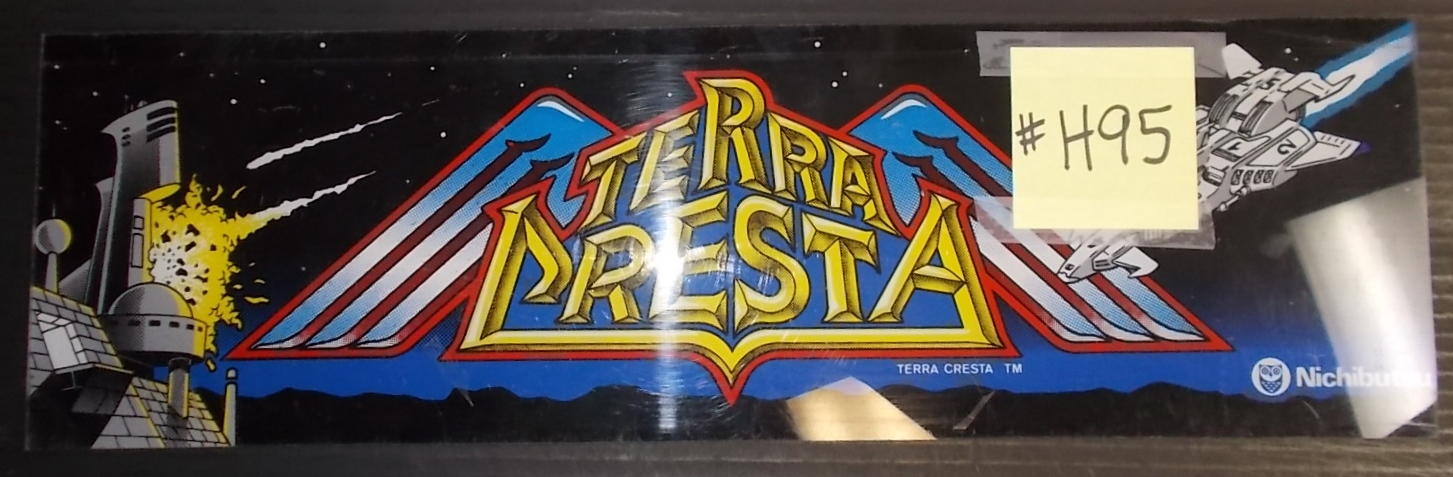 TERRA
CRESTA
#H95
TERRA CRESTA TM
Nichibutsu